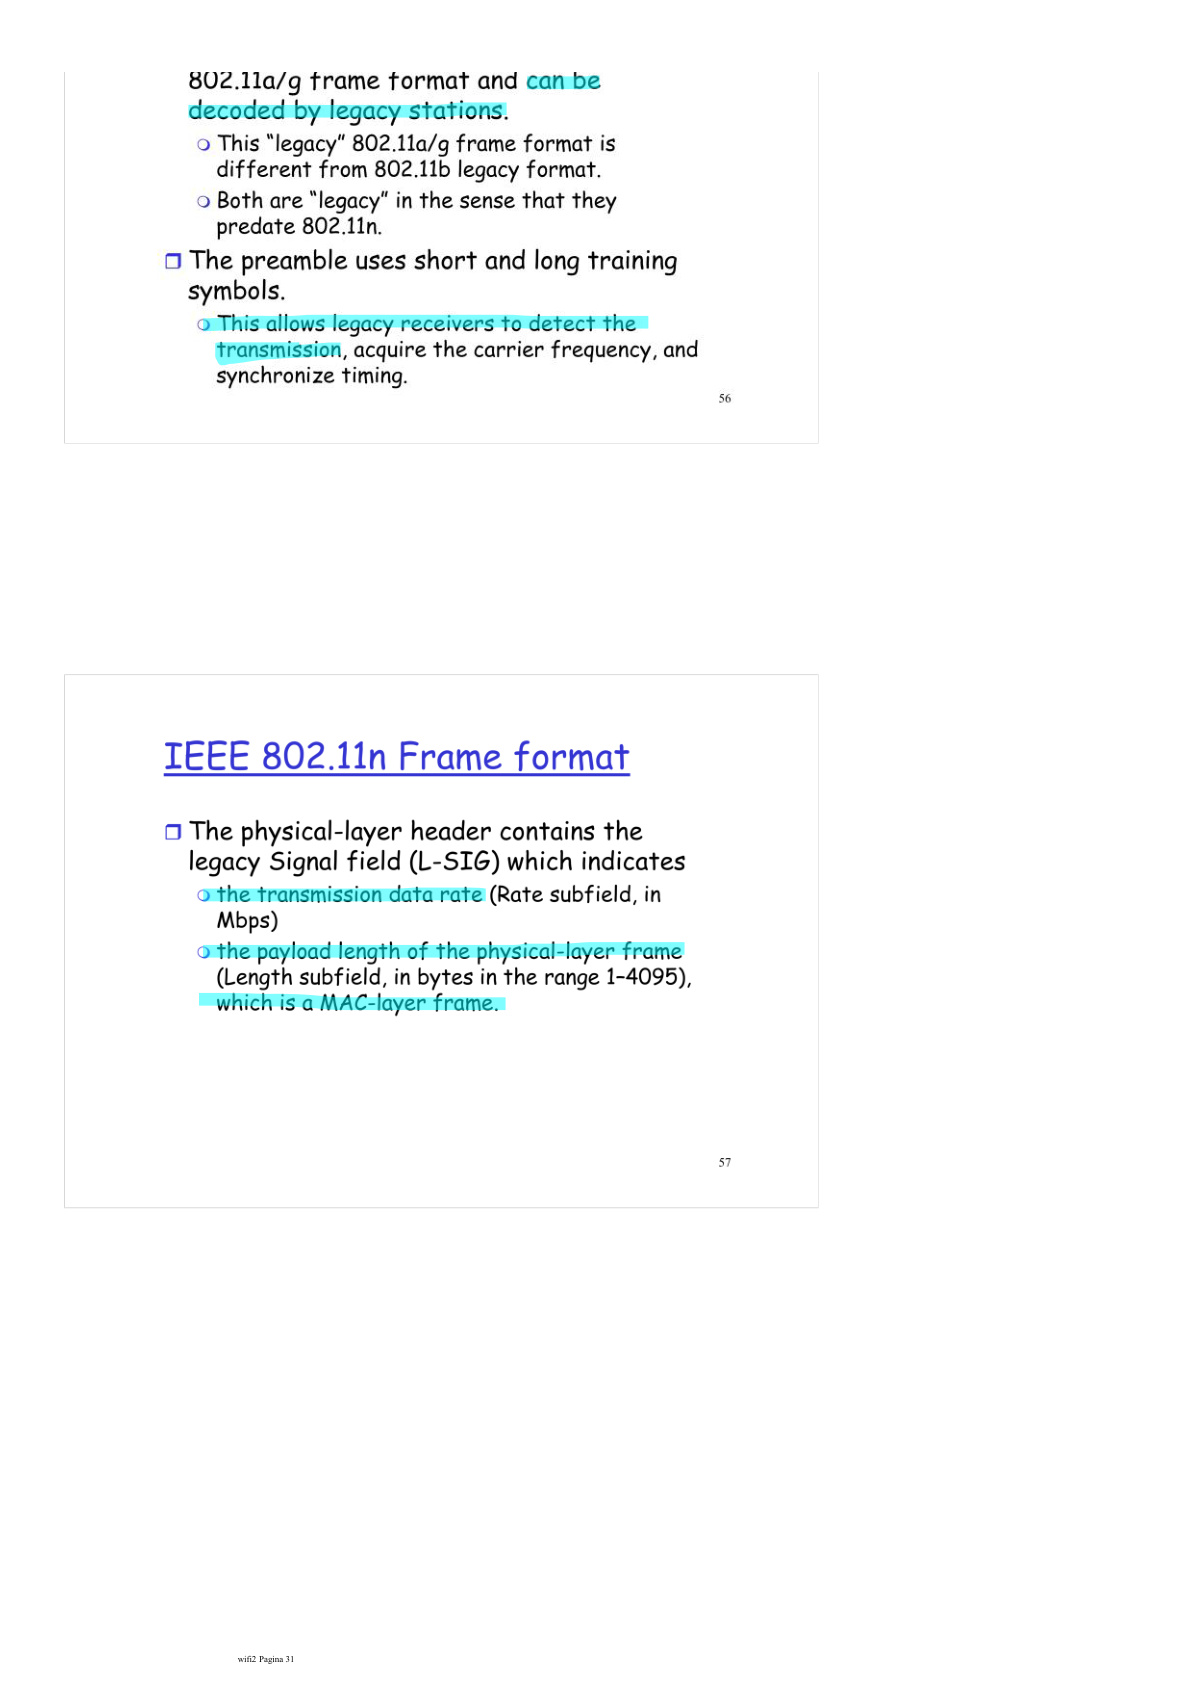 802.11a/g frame format and can be
decoded by legacy stations.
This “legacy” 802.11a/g frame format is
different from 802.11b legacy format.
Both are “legacy” in the sense that they
predate 802.11n.
The preamble uses short and long training
symbols.
This allows legacy receivers to detect the
transmission, acquire the carrier frequency, and
synchronize timing.
56
IEEE 802.11n Frame format
The physical-layer header contains the
legacy Signal field (L-SIG) which indicates
the transmission data rate (Rate subfield, in
Mbps)
the payload length of the physical-layer frame
(Length subfield, in bytes in the range 1–4095),
which is a MAC-layer frame.
57
wifi2 Pagina 31